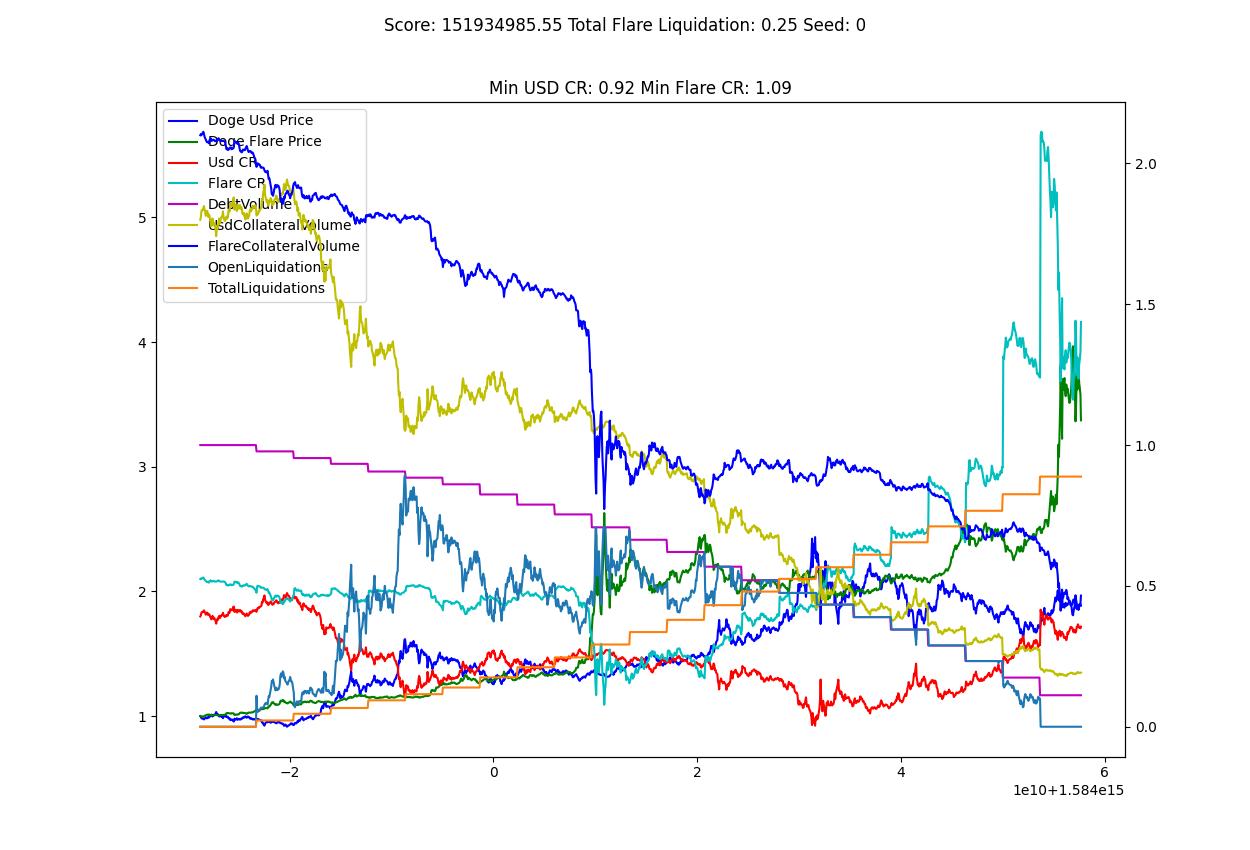 Score: 151934985.55 Total Flare Liquidation: 0.25 Seed: 0
Min USD CR: 0.92 Min Flare CR: 1.09
Doge Usd Price
Doge Flare Price
Usd CR
Flare CR
DebtVolume
UsdCollateralVolume
FlareCollateralVolume
OpenLiquidations
TotalLiquidations
5
4
3
2
1
2.0
1.5
1.0
0.5
0.0
−2
0
2
4
6
1e10+1.584e15